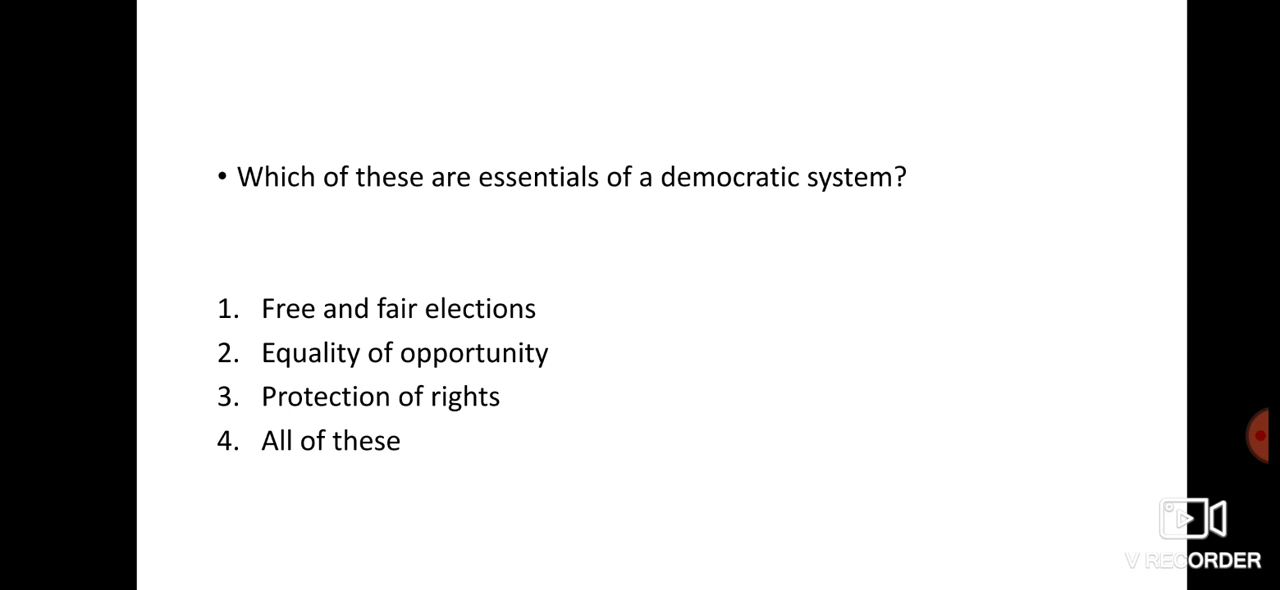 • Which of these are essentials of a democratic system?
1. Free and fair elections
2. Equality of opportunity
3. Protection of rights
4. All of these
V RECORDER